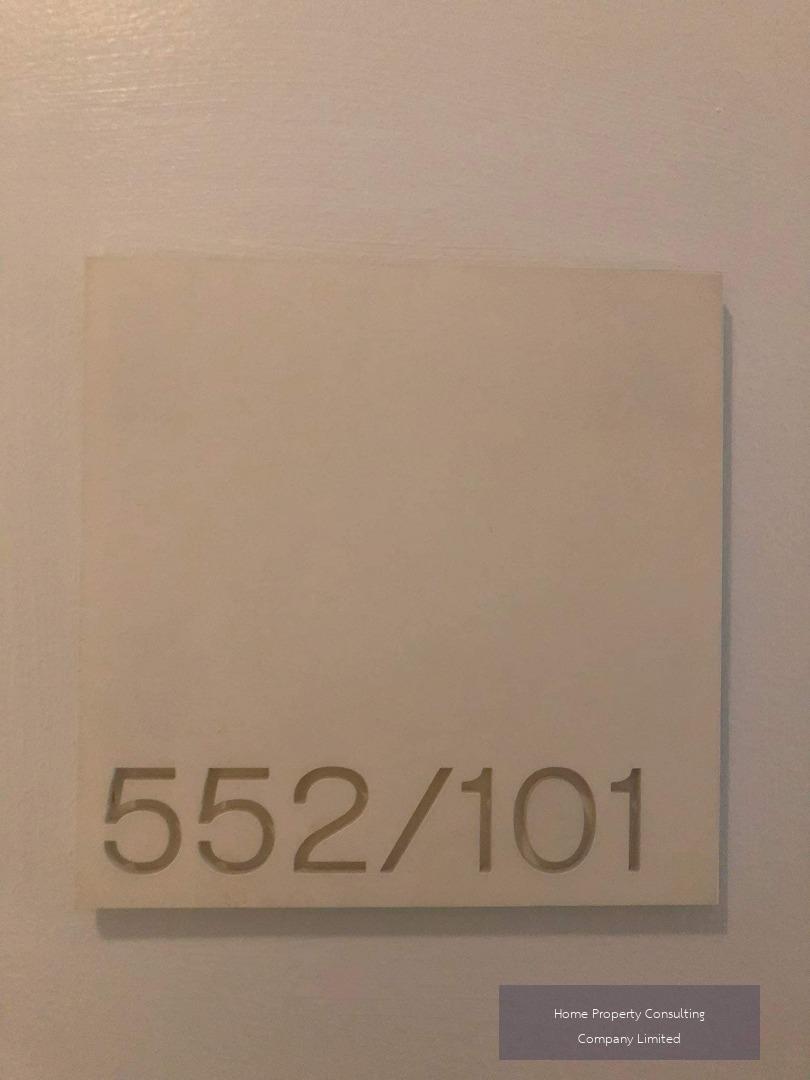 552/101
Home Property Consulting
Company Limited